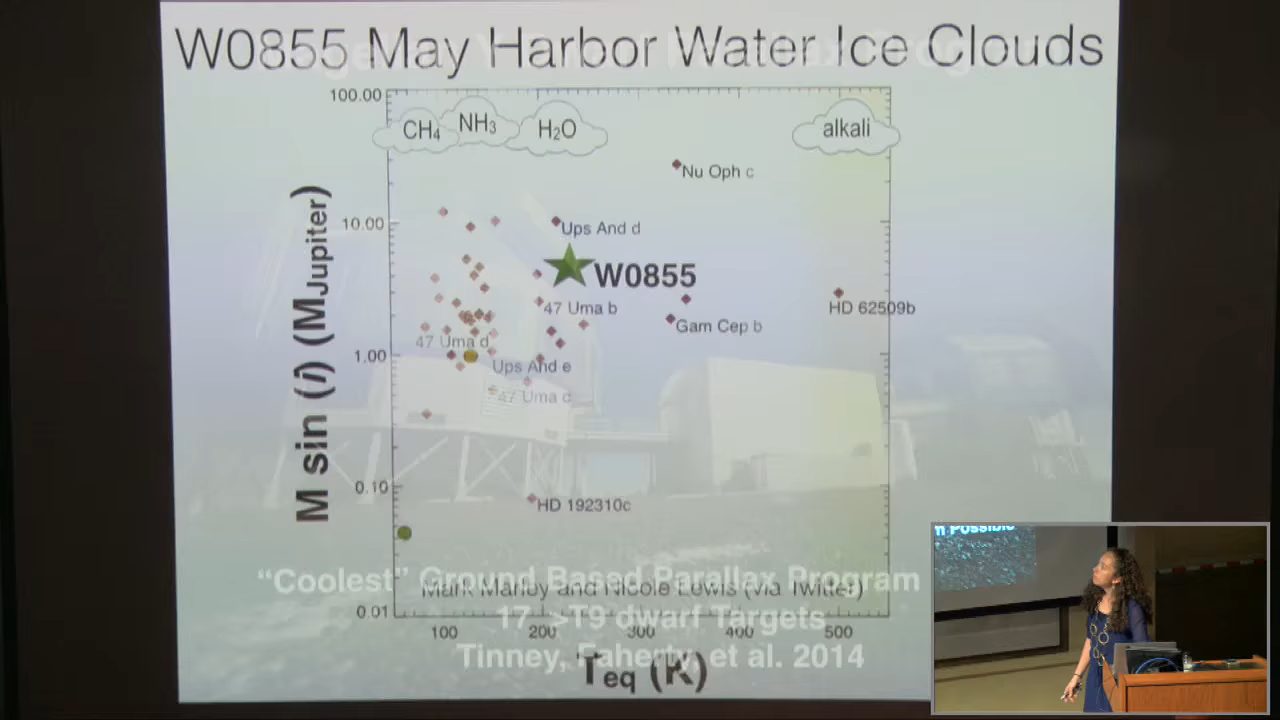 W0855 May Harbor Water Ice Clouds
100.00
CH₄
NH₃
H₂O
alkali
Nu Oph c
10.00
Ups And d
W0855
47 Uma b
HD 62509b
Gam Cep b
47 Uma d
1.00
Ups And e
47 Uma c
0.10
HD 192310c
M sin (i) (MJupiter)
"Coolest" Ground Based Parallax Program
Mark Marley and Nicole Lewis (via Twitter)
0.01
17 >T9 dwarf Targets
100
200
300
400
500
Tinney, Faherty, et al. 2014
Teq (K)
Possible